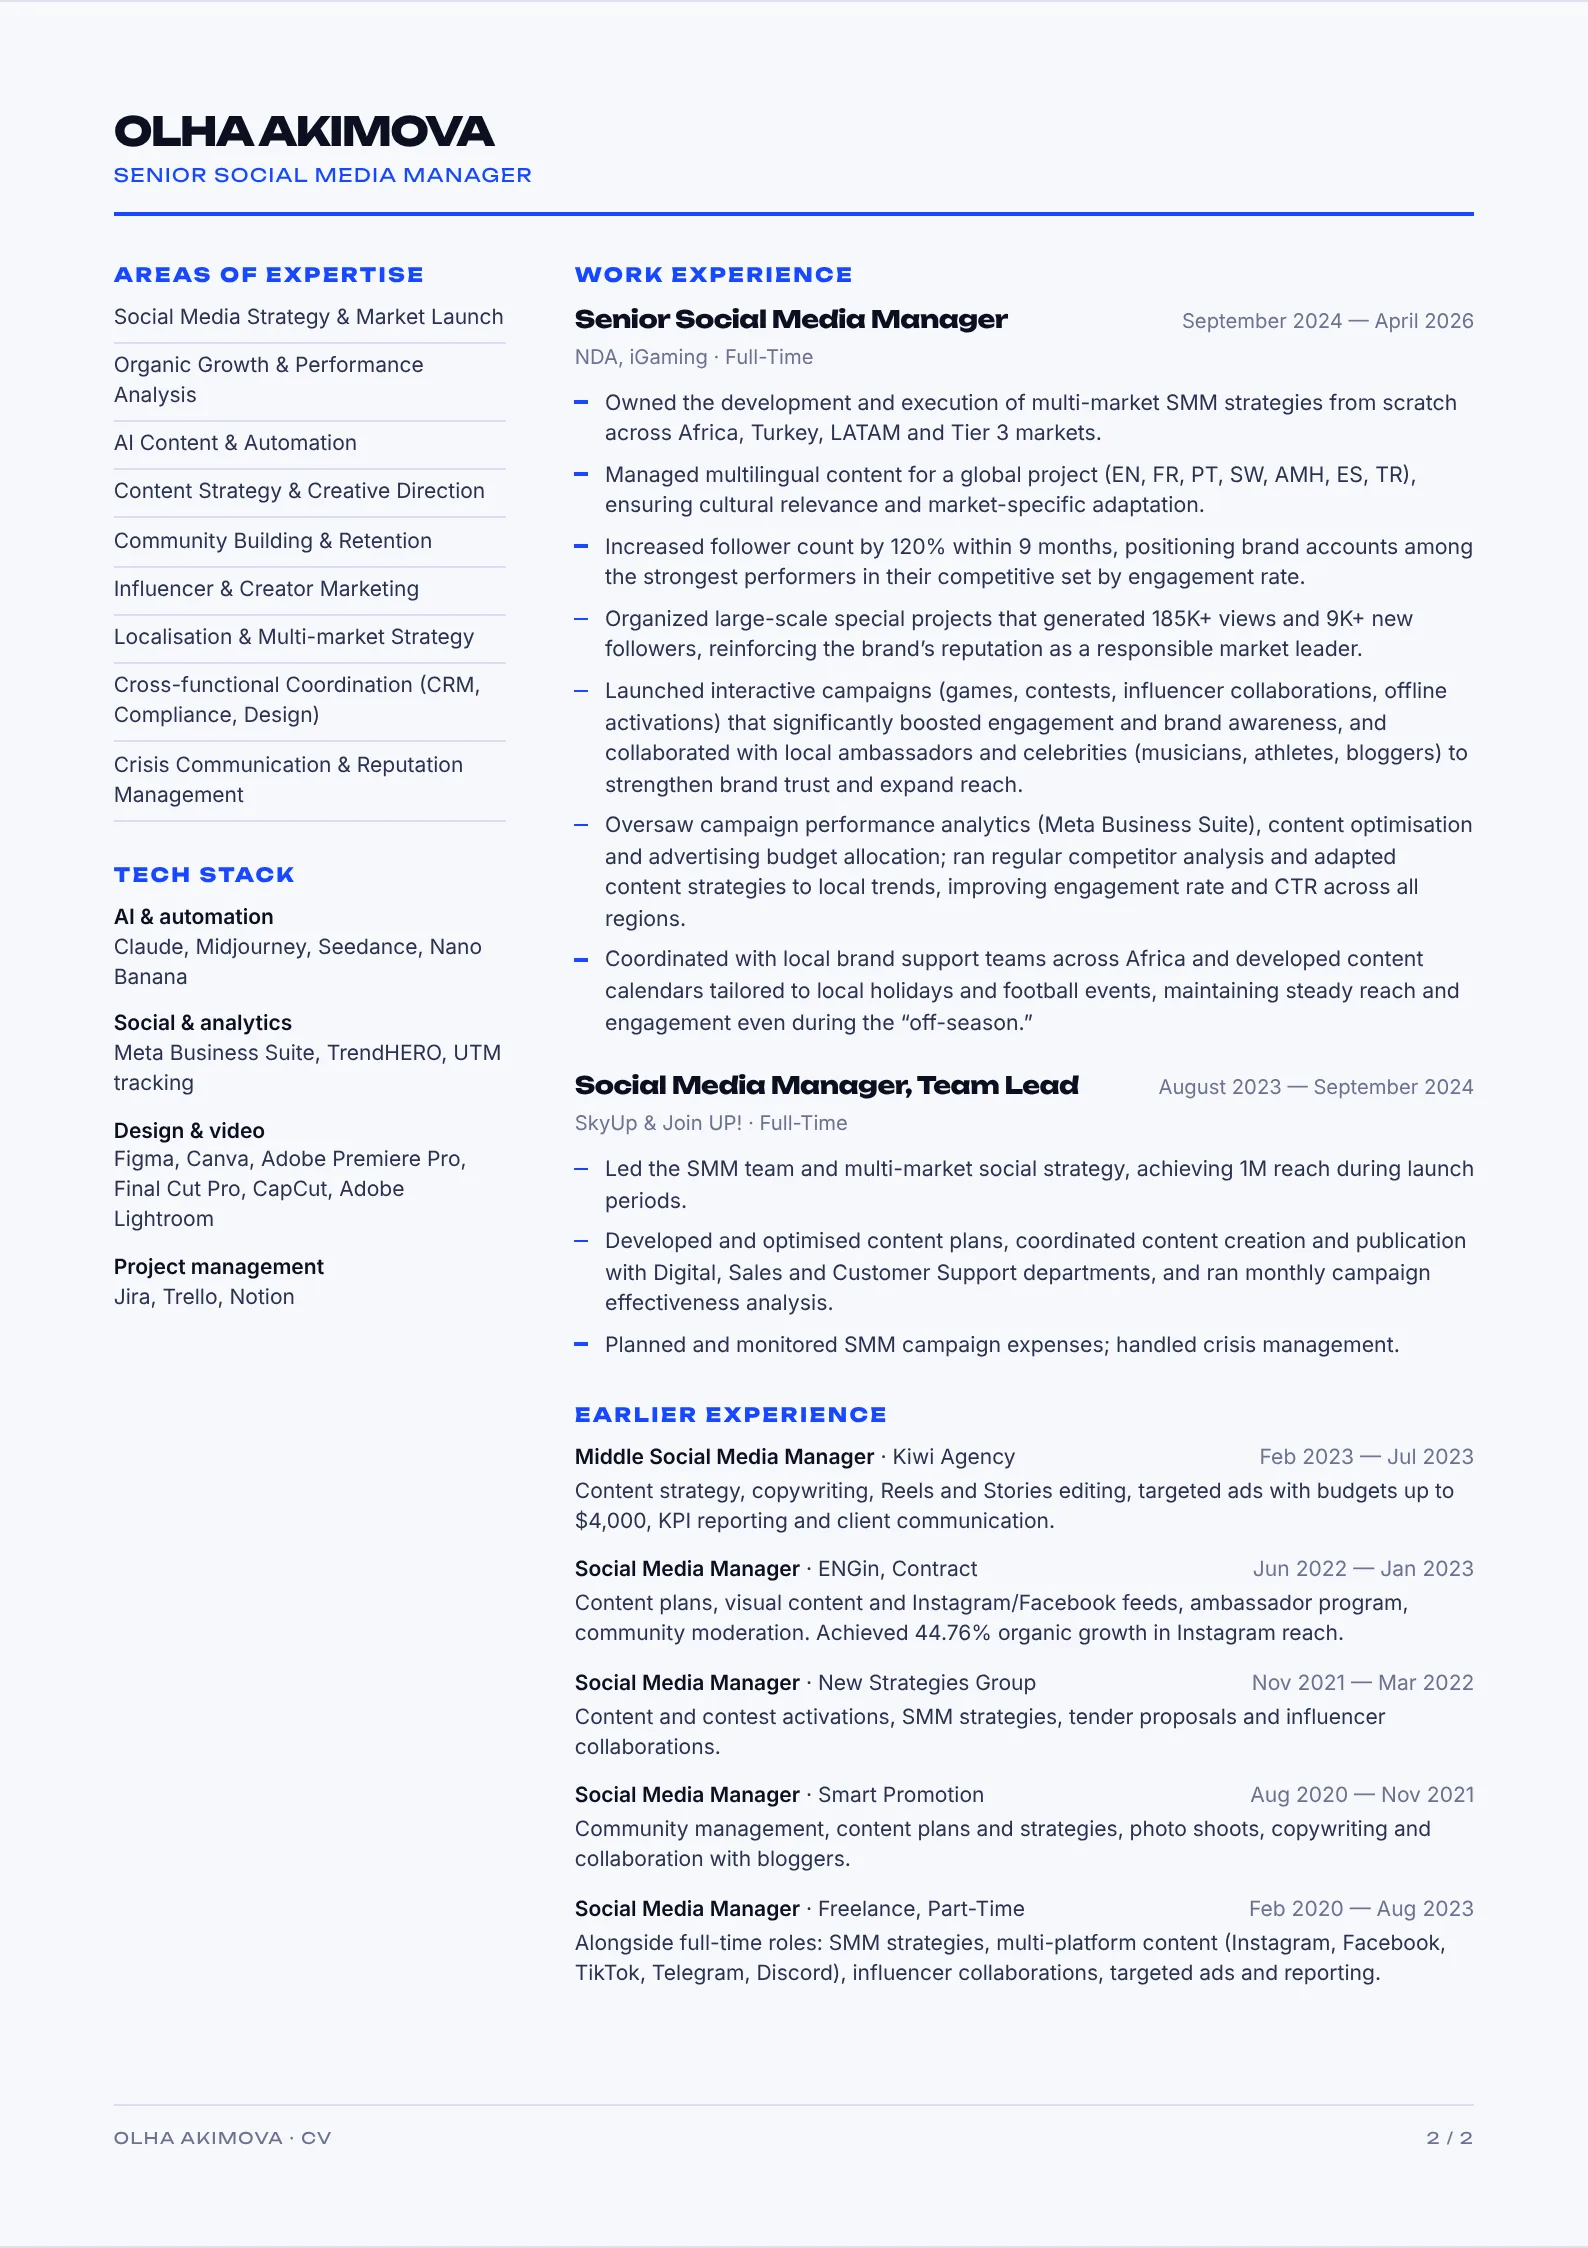 OLHA AKIMOVA
SENIOR SOCIAL MEDIA MANAGER
AREAS OF EXPERTISE
Social Media Strategy & Market Launch
Organic Growth & Performance
Analysis
AI Content & Automation
Content Strategy & Creative Direction
Community Building & Retention
Influencer & Creator Marketing
Localisation & Multi-market Strategy
Cross-functional Coordination (CRM,
Compliance, Design)
Crisis Communication & Reputation
Management
TECH STACK
AI & automation
Claude, Midjourney, Seedance, Nano
Banana
Social & analytics
Meta Business Suite, TrendHERO, UTM
tracking
Design & video
Figma, Canva, Adobe Premiere Pro,
Final Cut Pro, CapCut, Adobe
Lightroom
Project management
Jira, Trello, Notion
WORK EXPERIENCE
Senior Social Media Manager September 2024 — April 2026
NDA, iGaming · Full-Time
Owned the development and execution of multi-market SMM strategies from scratch
across Africa, Turkey, LATAM and Tier 3 markets.
Managed multilingual content for a global project (EN, FR, PT, SW, AMH, ES, TR),
ensuring cultural relevance and market-specific adaptation.
Increased follower count by 120% within 9 months, positioning brand accounts among
the strongest performers in their competitive set by engagement rate.
Organized large-scale special projects that generated 185K+ views and 9K+ new
followers, reinforcing the brand’s reputation as a responsible market leader.
Launched interactive campaigns (games, contests, influencer collaborations, offline
activations) that significantly boosted engagement and brand awareness, and
collaborated with local ambassadors and celebrities (musicians, athletes, bloggers) to
strengthen brand trust and expand reach.
Oversaw campaign performance analytics (Meta Business Suite), content optimisation
and advertising budget allocation; ran regular competitor analysis and adapted
content strategies to local trends, improving engagement rate and CTR across all
regions.
Coordinated with local brand support teams across Africa and developed content
calendars tailored to local holidays and football events, maintaining steady reach and
engagement even during the “off-season.”
Social Media Manager, Team Lead August 2023 — September 2024
SkyUp & Join UP! · Full-Time
Led the SMM team and multi-market social strategy, achieving 1M reach during launch
periods.
Developed and optimised content plans, coordinated content creation and publication
with Digital, Sales and Customer Support departments, and ran monthly campaign
effectiveness analysis.
Planned and monitored SMM campaign expenses; handled crisis management.
EARLIER EXPERIENCE
Middle Social Media Manager · Kiwi Agency Feb 2023 — Jul 2023
Content strategy, copywriting, Reels and Stories editing, targeted ads with budgets up to
$4,000, KPI reporting and client communication.
Social Media Manager · ENGin, Contract Jun 2022 — Jan 2023
Content plans, visual content and Instagram/Facebook feeds, ambassador program,
community moderation. Achieved 44.76% organic growth in Instagram reach.
Social Media Manager · New Strategies Group Nov 2021 — Mar 2022
Content and contest activations, SMM strategies, tender proposals and influencer
collaborations.
Social Media Manager · Smart Promotion Aug 2020 — Nov 2021
Community management, content plans and strategies, photo shoots, copywriting and
collaboration with bloggers.
Social Media Manager · Freelance, Part-Time Feb 2020 — Aug 2023
Alongside full-time roles: SMM strategies, multi-platform content (Instagram, Facebook,
TikTok, Telegram, Discord), influencer collaborations, targeted ads and reporting.
OLHA AKIMOVA · CV 2 / 2